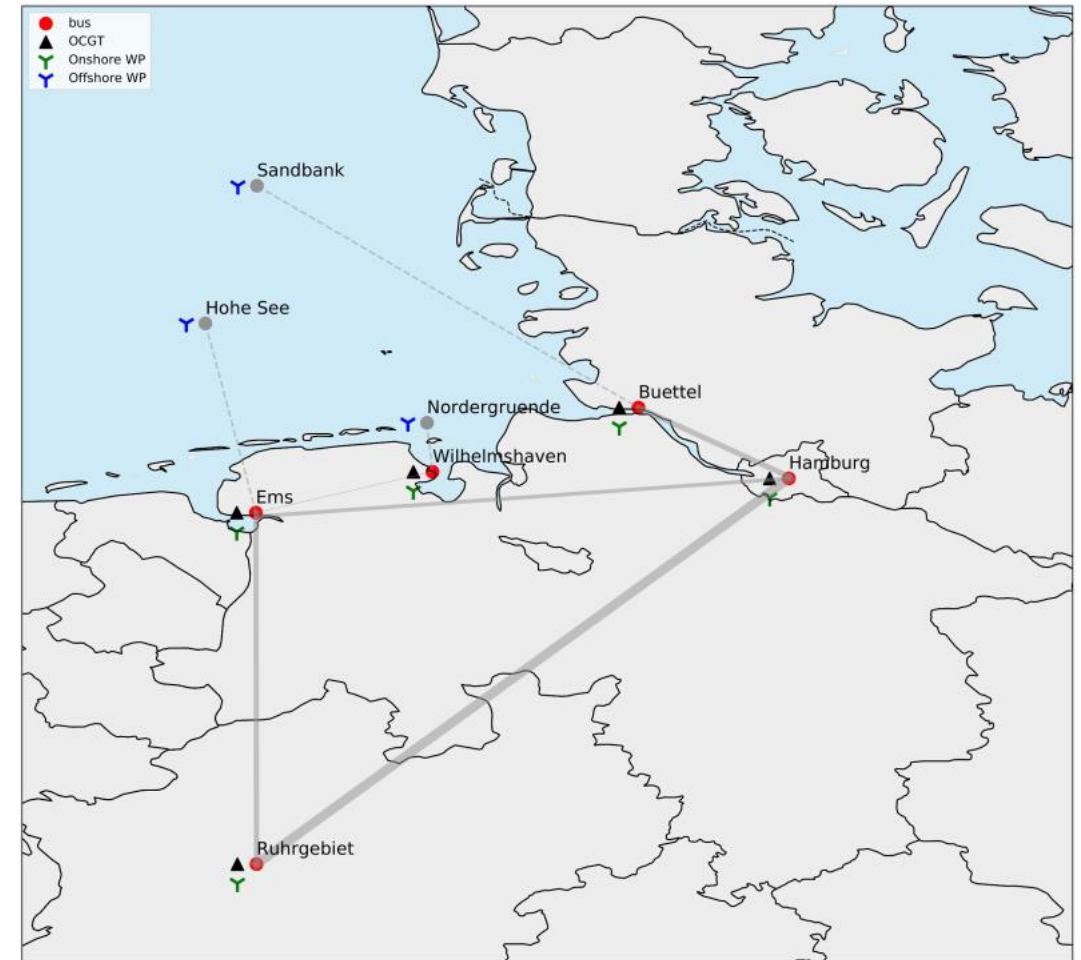 bus
OCGT
Onshore WP
Offshore WP
Sandbank
Hohe See
Buettel
Nordergruende
Wilhelmshaven
Hamburg
Ems
Ruhrgebiet